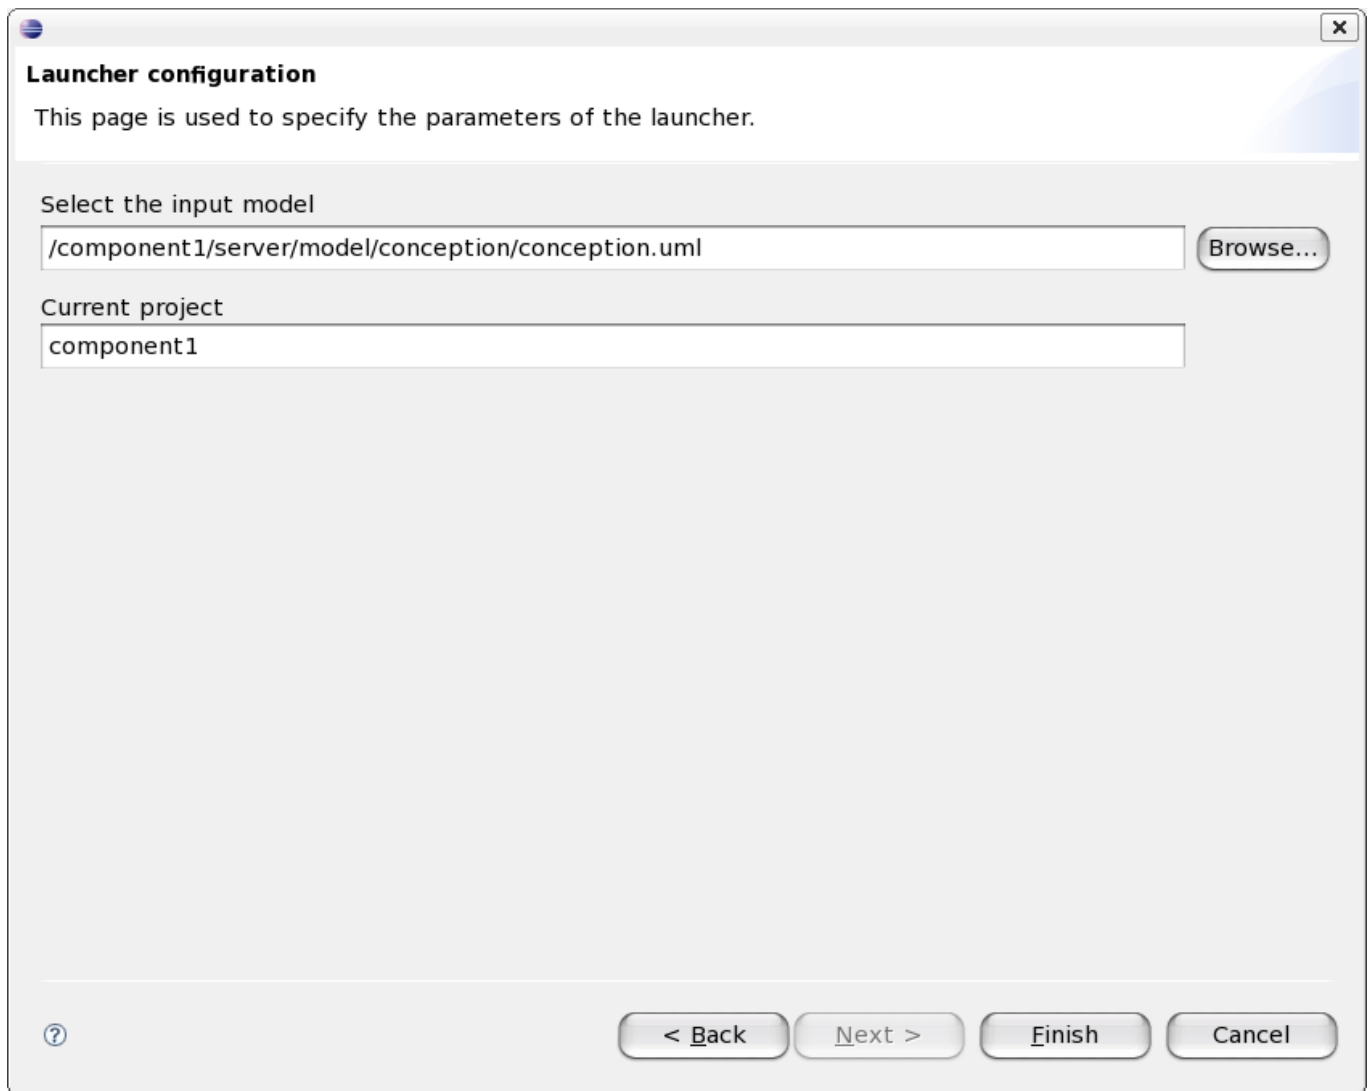 Launcher configuration
This page is used to specify the parameters of the launcher.
Select the input model
/component1/server/model/conception/conception.uml
Browse...
Current project
component1
?
< Back
Next >
Finish
Cancel